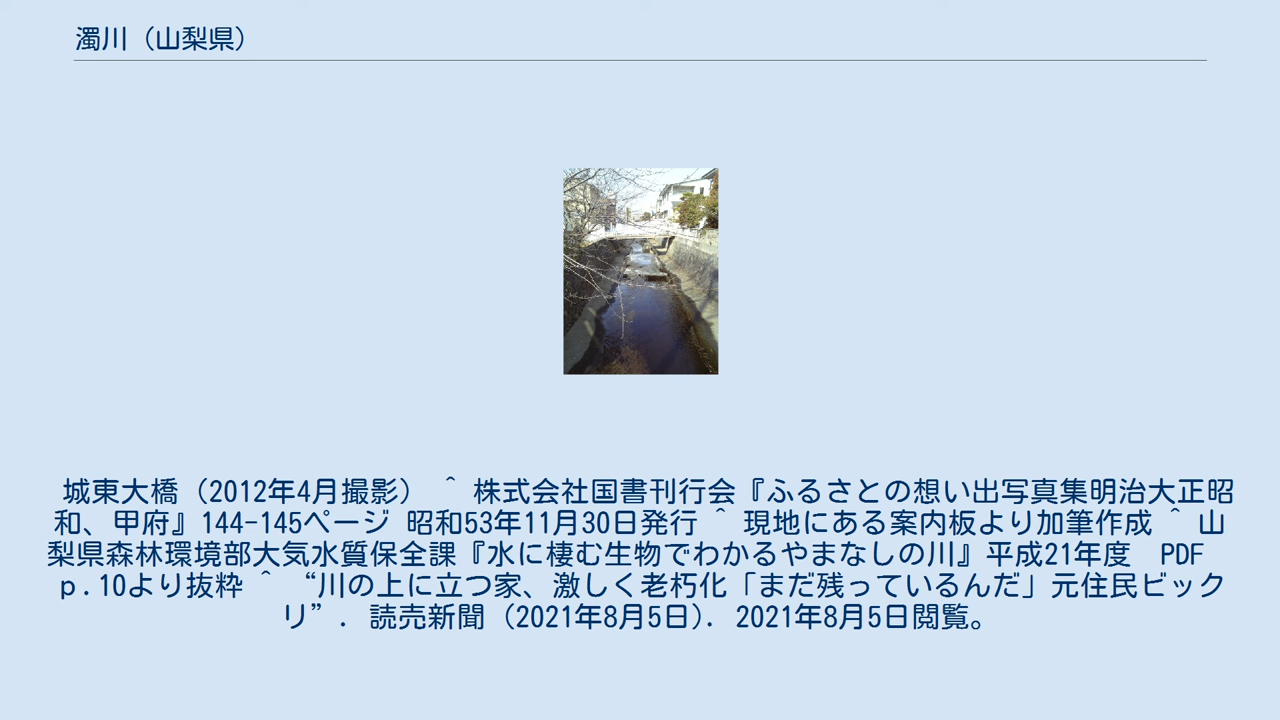 濁川（山梨県）
城東大橋（2012年4月撮影） ^ 株式会社国書刊行会『ふるさとの想い出写真集明治大正昭
和、甲府』144-145ページ 昭和53年11月30日発行 ^ 現地にある案内板より加筆作成 ^ 山
梨県森林環境部大気水質保全課『水に棲む生物でわかるやまなしの川』平成21年度　PDF
ｐ.10より抜粋 ^ “川の上に立つ家、激しく老朽化「まだ残っているんだ」元住民ビック
リ”. 読売新聞 (2021年8月5日). 2021年8月5日閲覧。